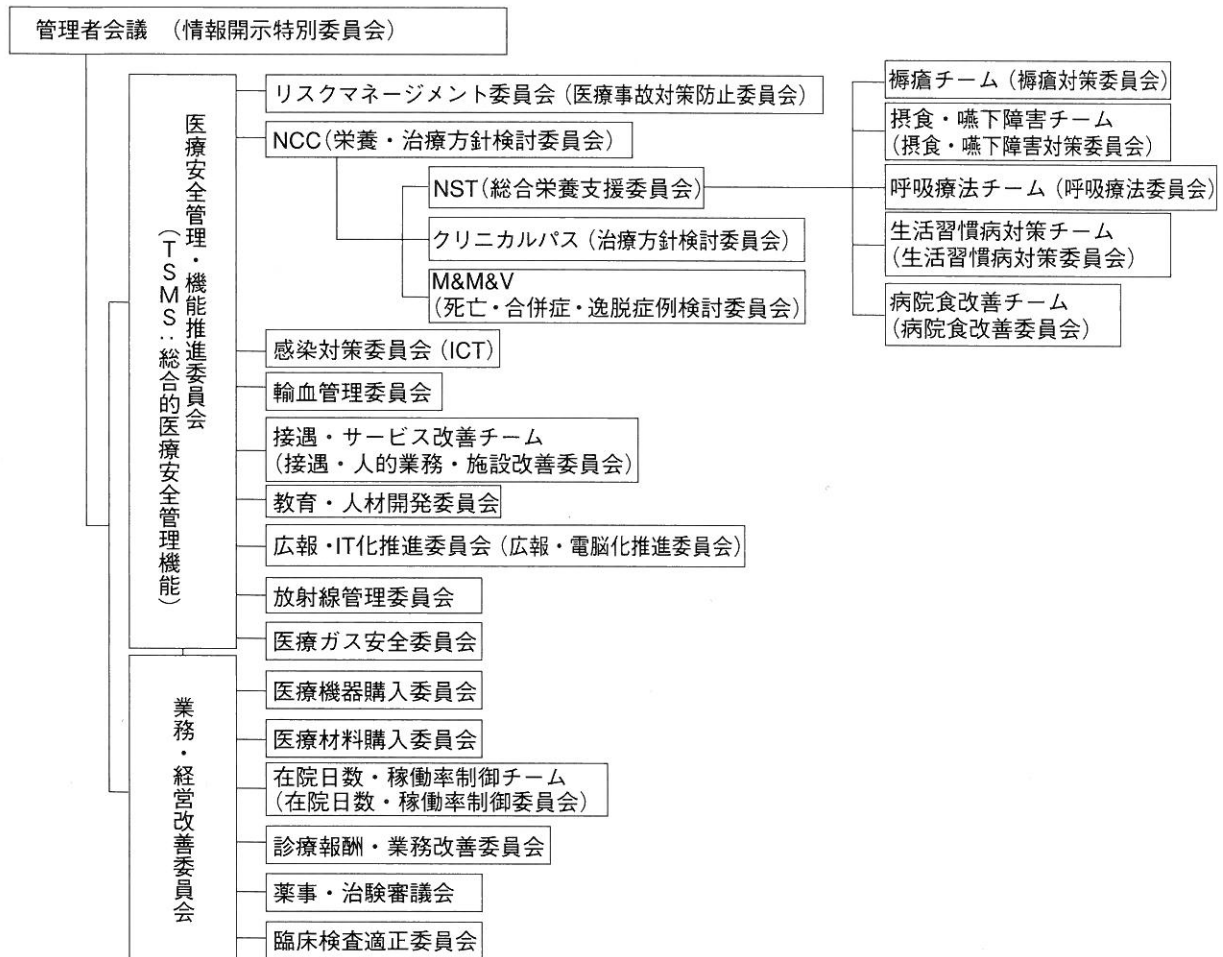 管理者会議 （情報開示特別委員会）
医療安全管理・機能推進委員会
（TSMS：総合的医療安全管理機能）
リスクマネージメント委員会（医療事故対策防止委員会）
NCC（栄養・治療方針検討委員会）
NST（総合栄養支援委員会）
クリニカルパス（治療方針検討委員会）
M&M&V
（死亡・合併症・逸脱症例検討委員会）
褥瘡チーム（褥瘡対策委員会）
摂食・嚥下障害チーム
（摂食・嚥下障害対策委員会）
呼吸療法チーム（呼吸療法委員会）
生活習慣病対策チーム
（生活習慣病対策委員会）
病院食改善チーム
（病院食改善委員会）
感染対策委員会（ICT）
輸血管理委員会
接遇・サービス改善チーム
（接遇・人的業務・施設改善委員会）
教育・人材開発委員会
広報・IT化推進委員会（広報・電脳化推進委員会）
放射線管理委員会
医療ガス安全委員会
業務・経営改善委員会
医療機器購入委員会
医療材料購入委員会
在院日数・稼働率制御チーム
（在院日数・稼働率制御委員会）
診療報酬・業務改善委員会
薬事・治験審議会
臨床検査適正委員会